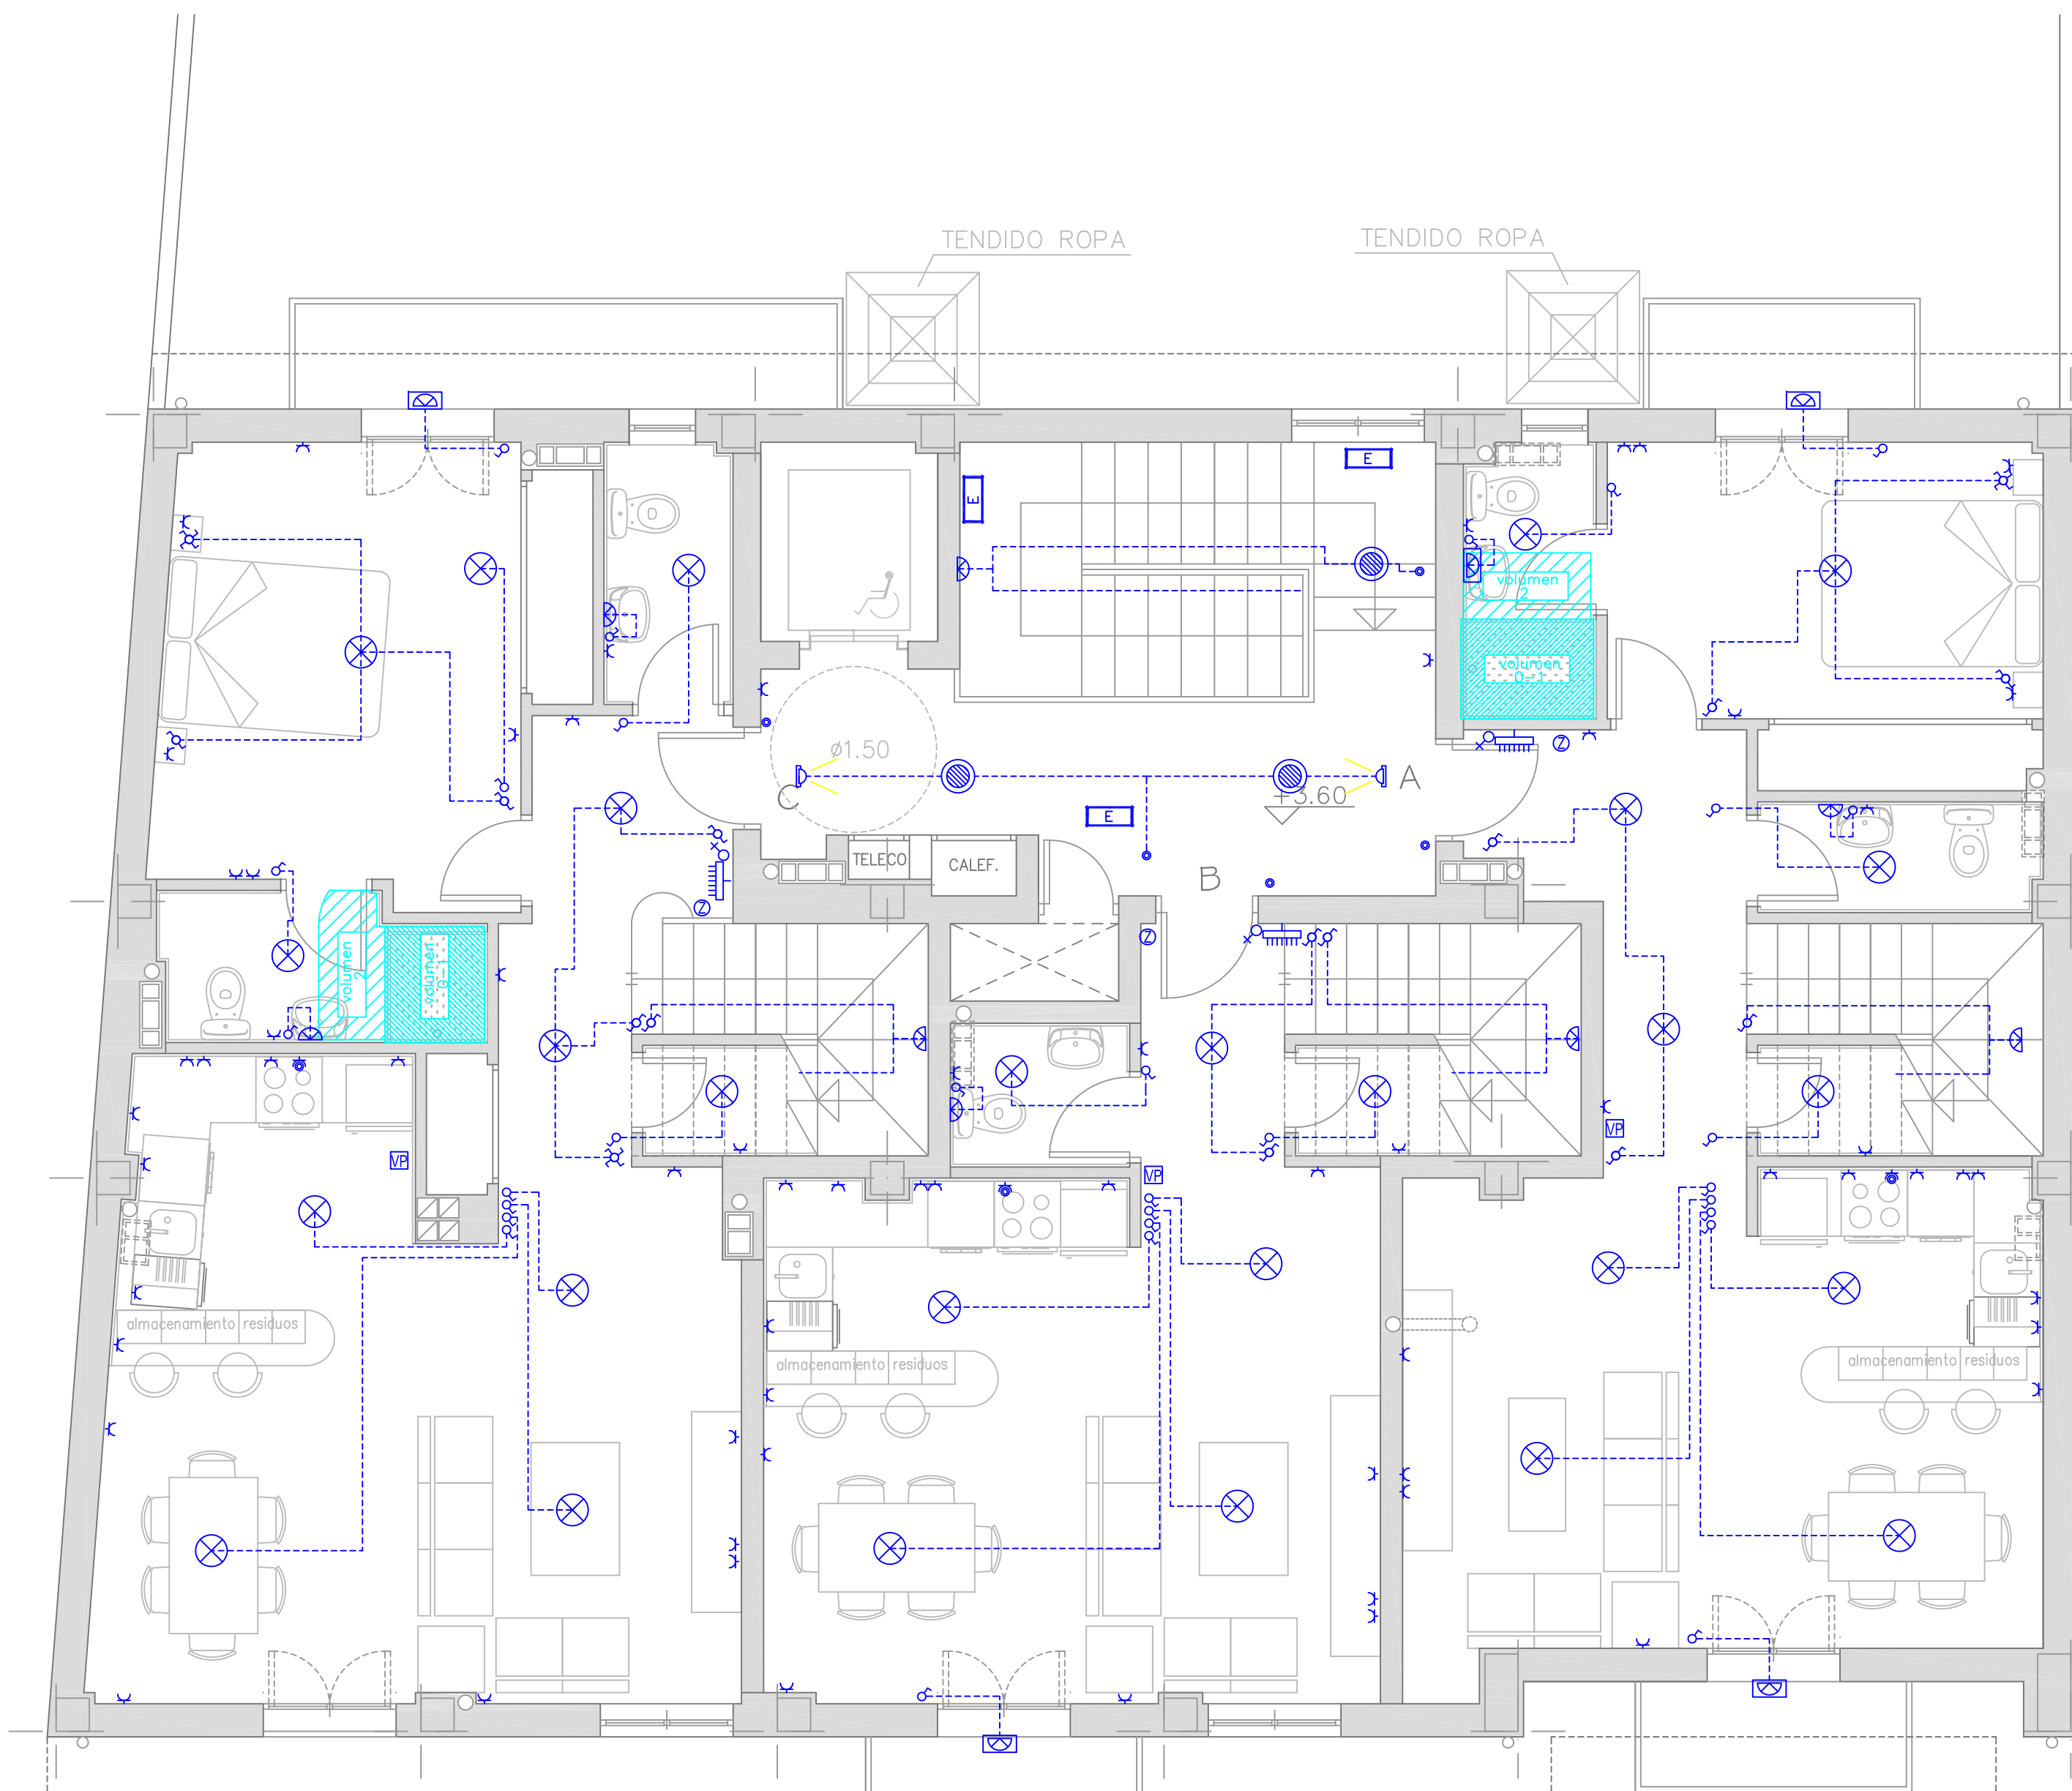 TENDIDO ROPA
TENDIDO ROPA
E
E
volumen
2
volumen
0-1
Z
ø1.50
C
A
+3.60
E
TELECO
CALEF.
B
Z
Z
volumen
2
volumen
0-1
VP
VP
VP
almacenamiento residuos
almacenamiento residuos
almacenamiento residuos